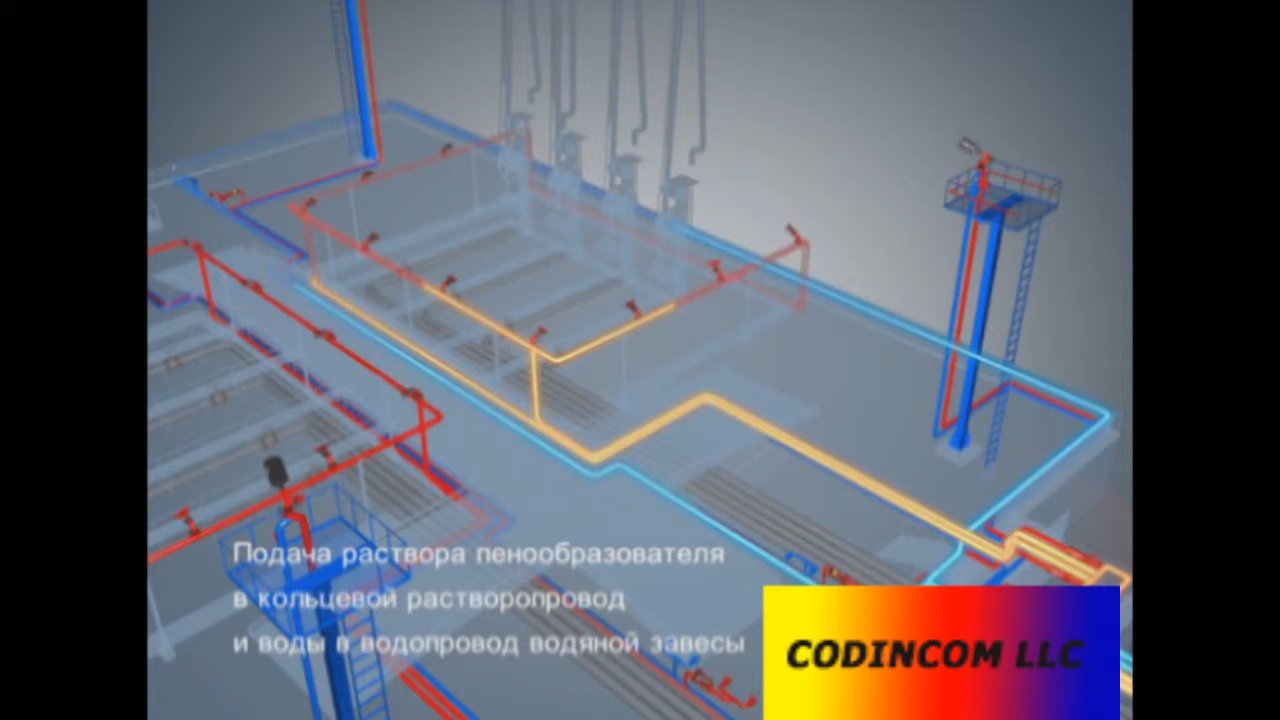 Подача раствора пенообразователя
в кольцевой растворопровод
и воды в водопровод водяной завесы
CODINCOM LLC